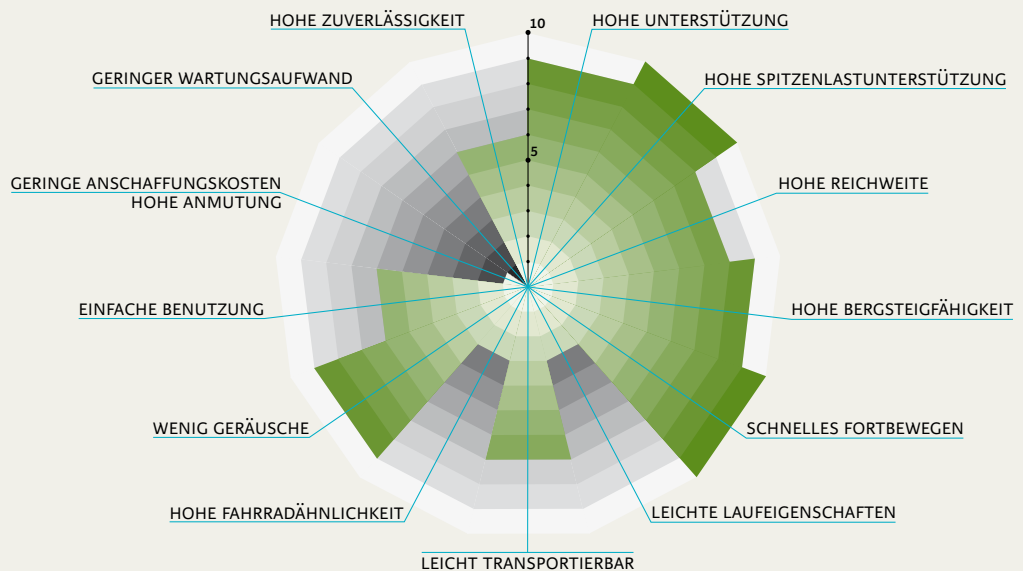 HOHE ZUVERLÄSSIGKEIT
10
HOHE UNTERSTÜTZUNG
GERINGER WARTUNGSAUFWAND
HOHE SPITZENLASTUNTERSTÜTZUNG
5
GERINGE ANSCHAFFUNGSKOSTEN
HOHE ANMUTUNG
HOHE REICHWEITE
EINFACHE BENUTZUNG
HOHE BERGSTEIGFÄHIGKEIT
WENIG GERÄUSCHE
SCHNELLES FORTBEWEGEN
HOHE FAHRRADÄHNLICHKEIT
LEICHTE LAUFEIGENSCHAFTEN
LEICHT TRANSPORTIERBAR